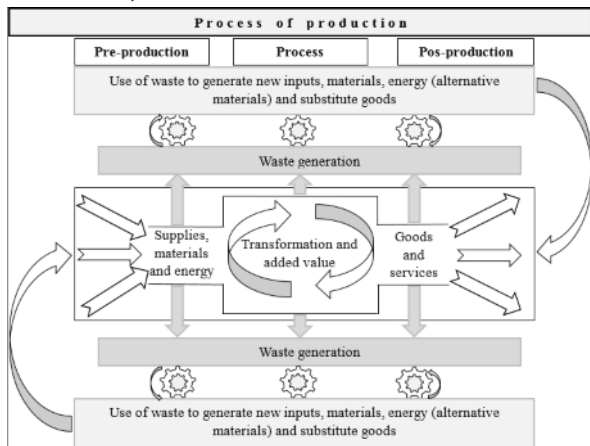 Process of production
Pre-production
Process
Pos-production
Use of waste to generate new inputs, materials, energy (alternative
materials) and substitute goods
Waste generation
Supplies,
materials
and energy
Transformation and
added value
Goods
and
services
Waste generation
Use of waste to generate new inputs, materials, energy (alternative
materials) and substitute goods